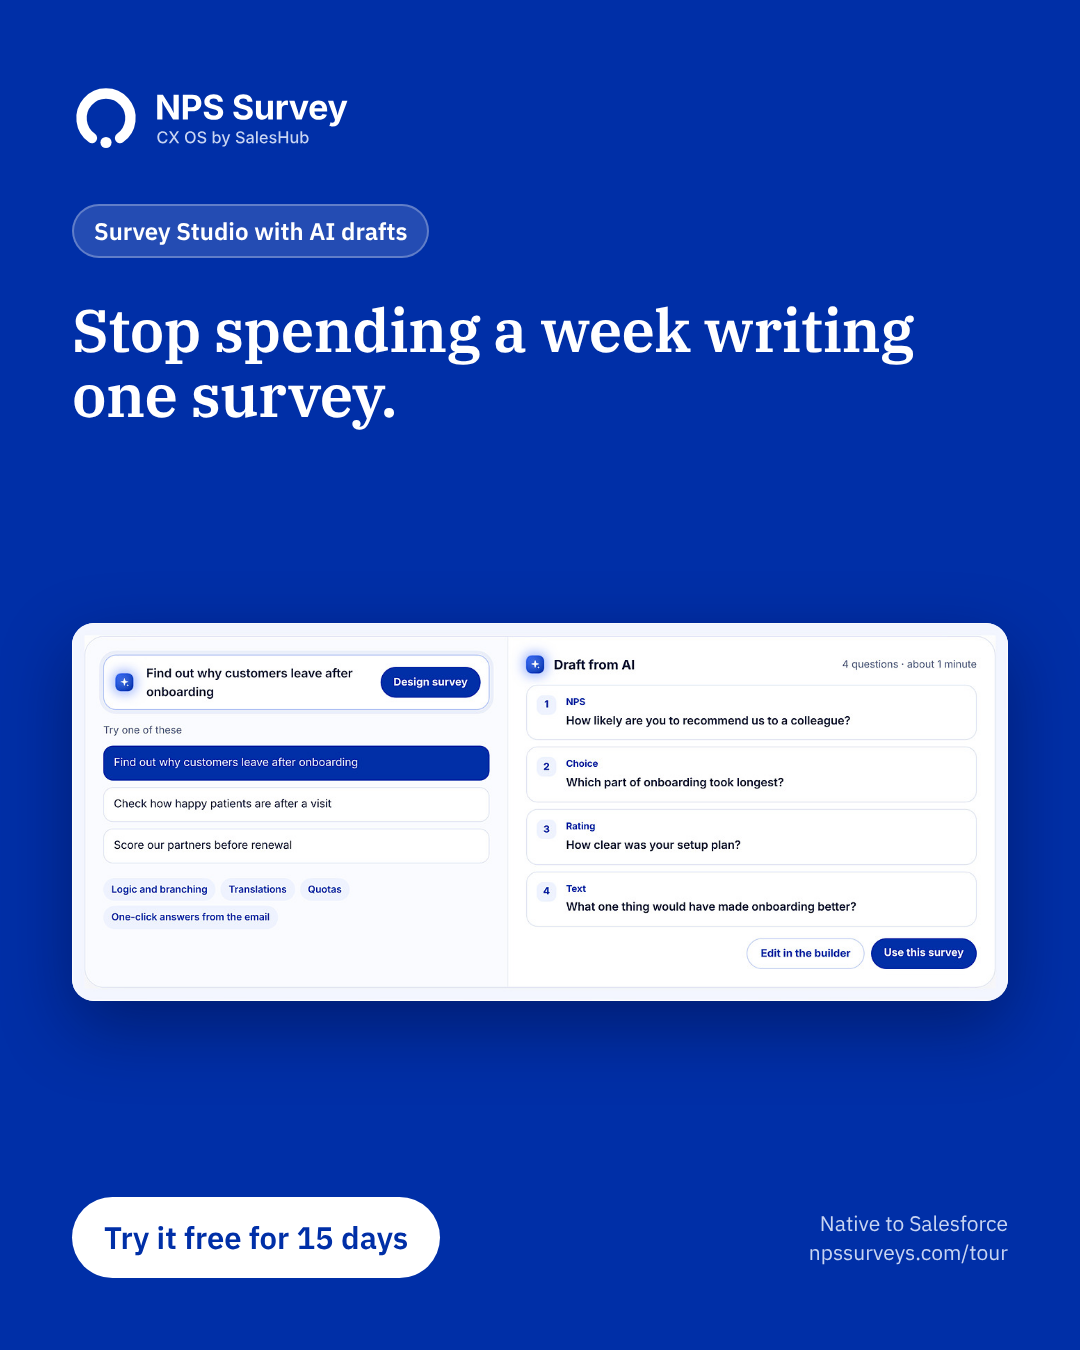 NPS Survey
CX OS by SalesHub
Survey Studio with AI drafts
Stop spending a week writing
one survey.
Find out why customers leave after
onboarding
Design survey
Try one of these
Find out why customers leave after onboarding
Check how happy patients are after a visit
Score our partners before renewal
Logic and branching
Translations
Quotas
One-click answers from the email
Draft from AI
4 questions · about 1 minute
1
NPS
How likely are you to recommend us to a colleague?
2
Choice
Which part of onboarding took longest?
3
Rating
How clear was your setup plan?
4
Text
What one thing would have made onboarding better?
Edit in the builder
Use this survey
Try it free for 15 days
Native to Salesforce
npssurveys.com/tour